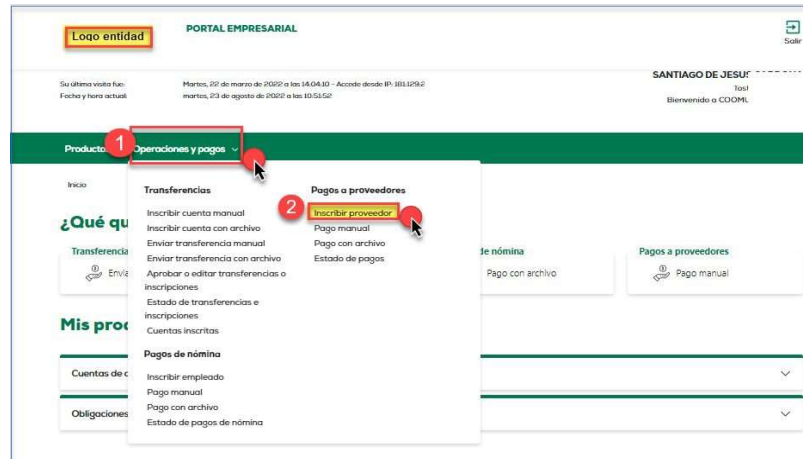 Logo entidad
PORTAL EMPRESARIAL
Salir
SANTIAGO DE JESUS
Su última visita fue:
Martes, 22 de marzo de 2022 a las 14:04:10 - Accede desde IP: 181.129.2
Fecha y hora actual:
martes, 23 de agosto de 2022 a las 10:51:52
Bienvenido a COOML
1
Operaciones y pagos
Inicio
Transferencias
Inscribir cuenta manual
Inscribir cuenta con archivo
Enviar transferencia manual
Enviar transferencia con archivo
Aprobar o editar transferencias o
inscripciones
Estado de transferencias e
inscripciones
Cuentas inscritas
Pagos de nómina
Inscribir empleado
Pago manual
Pago con archivo
Estado de pagos de nómina
Pagos a proveedores
2
Inscribir proveedor
Pago manual
Pago con archivo
Estado de pagos
¿Qué qu
Transferencia
Envia
de nómina
Pago con archivo
Pagos a proveedores
Pago manual
Mis prod
Cuentas de
Obligaciones